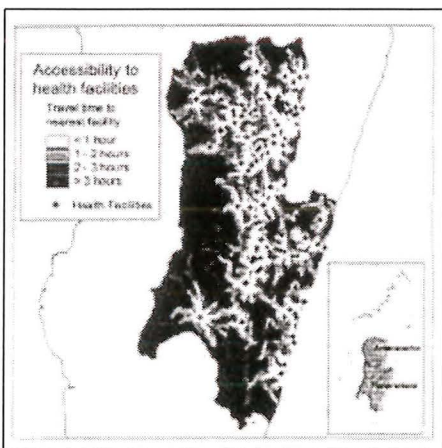 Accessibility to
health facilities
Travel time to
nearest facility
< 1 hour
1 - 2 hours
2 - 3 hours
> 3 hours
Health Facilities